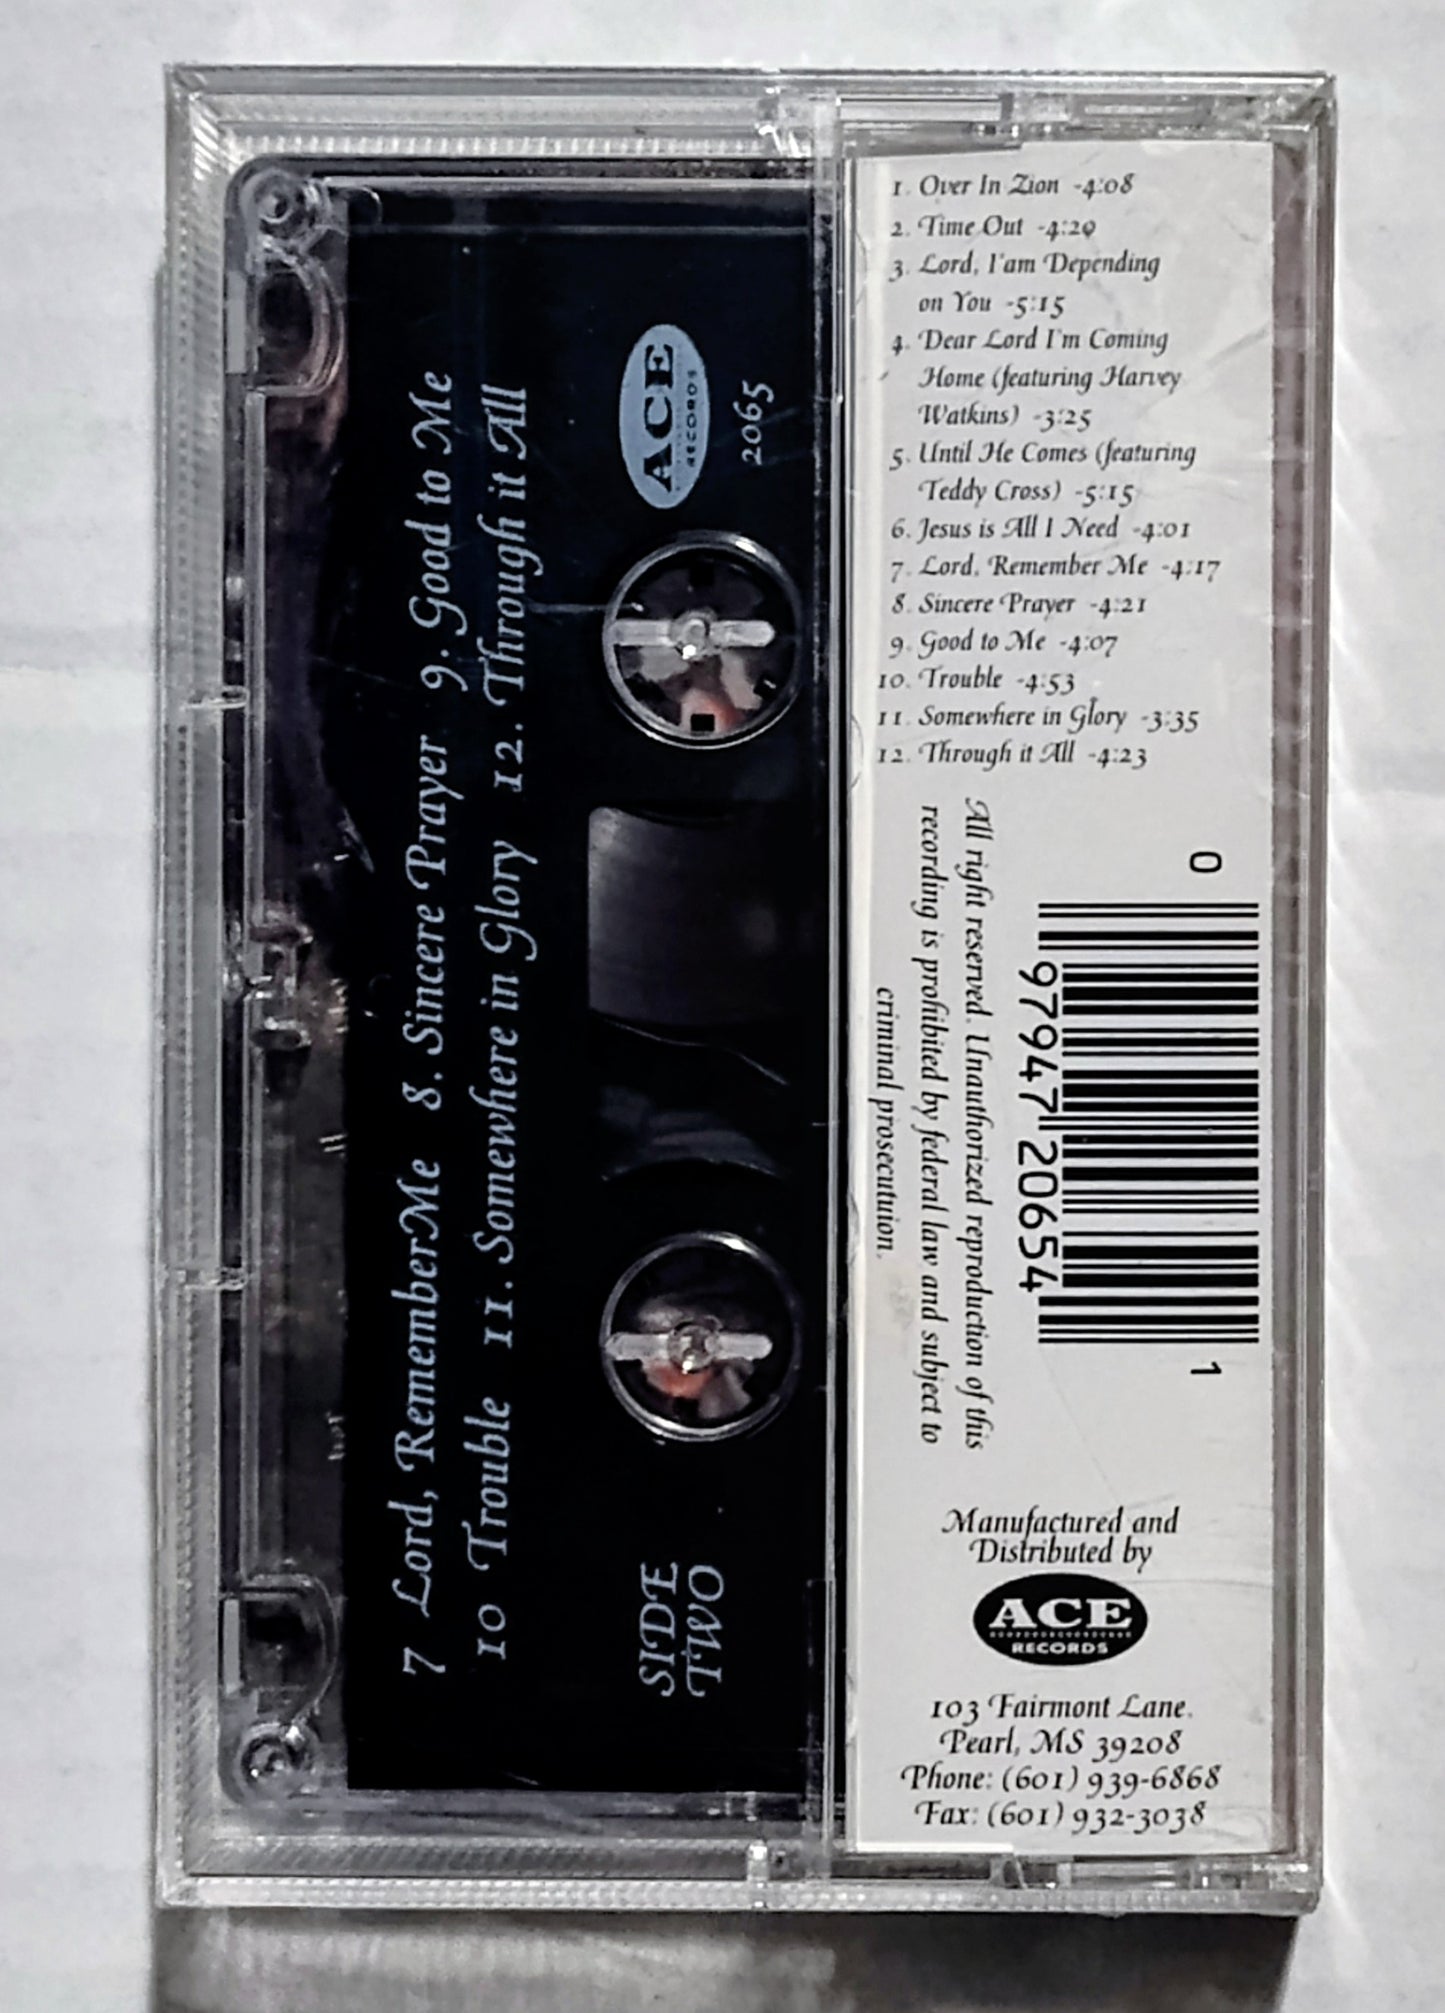 7 Lord, RememberMe 8. Sincere Prayer 9. Good to Me
10 Trouble 11. Somewhere in Glory 12. Through it All
SIDE
TWO
ACE
RECORDS
2065
1. Over In Zion -4:08
2. Time Out -4:29
3. Lord, I'am Depending
on You -5:15
4. Dear Lord I'm Coming
Home (featuring Harvey
Watkins) -3:25
5. Until He Comes (featuring
Teddy Cross) -5:15
6. Jesus is All I Need -4:01
7. Lord, Remember Me -4:17
8. Sincere Prayer -4:21
9. Good to Me -4:07
10. Trouble -4:53
11. Somewhere in Glory -3:35
12. Through it All -4:23
All right reserved. Unauthorized reproduction of this
recording is prohibited by federal law and subject to
criminal prosecutuion.
0 97947 20654 1
Manufactured and
Distributed by
ACE
RECORDS
103 Fairmont Lane.
Pearl, MS 39208
Phone: (601) 939-6868
Fax: (601) 932-3038